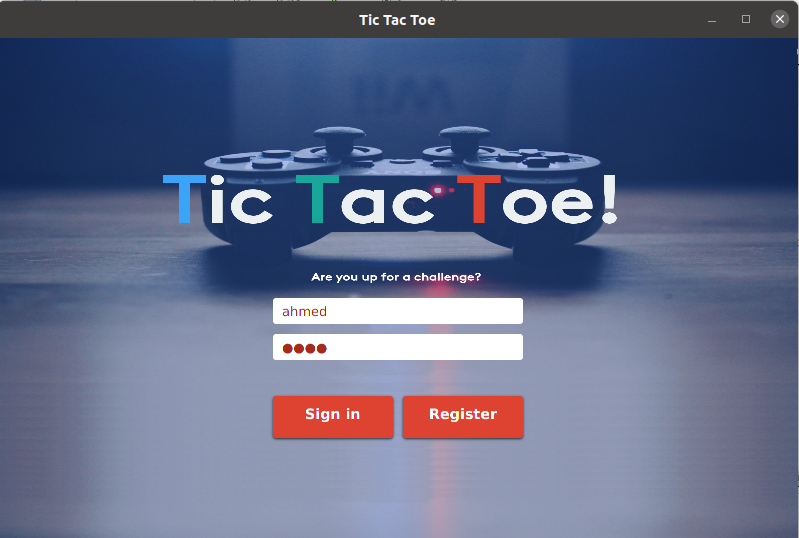 Tic Tac Toe
Tic Tac Toe!
Are you up for a challenge?
ahmed
●●●●
Sign in
Register